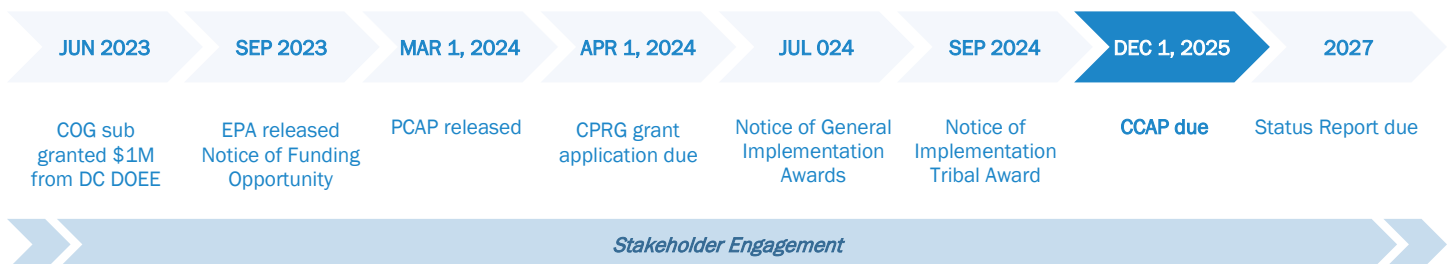 JUN 2023
SEP 2023
MAR 1, 2024
APR 1, 2024
JUL 024
SEP 2024
DEC 1, 2025
2027
COG sub
granted $1M
from DC DOEE
EPA released
Notice of Funding
Opportunity
PCAP released
CPRG grant
application due
Notice of General
Implementation
Awards
Notice of
Implementation
Tribal Award
CCAP due
Status Report due
Stakeholder Engagement